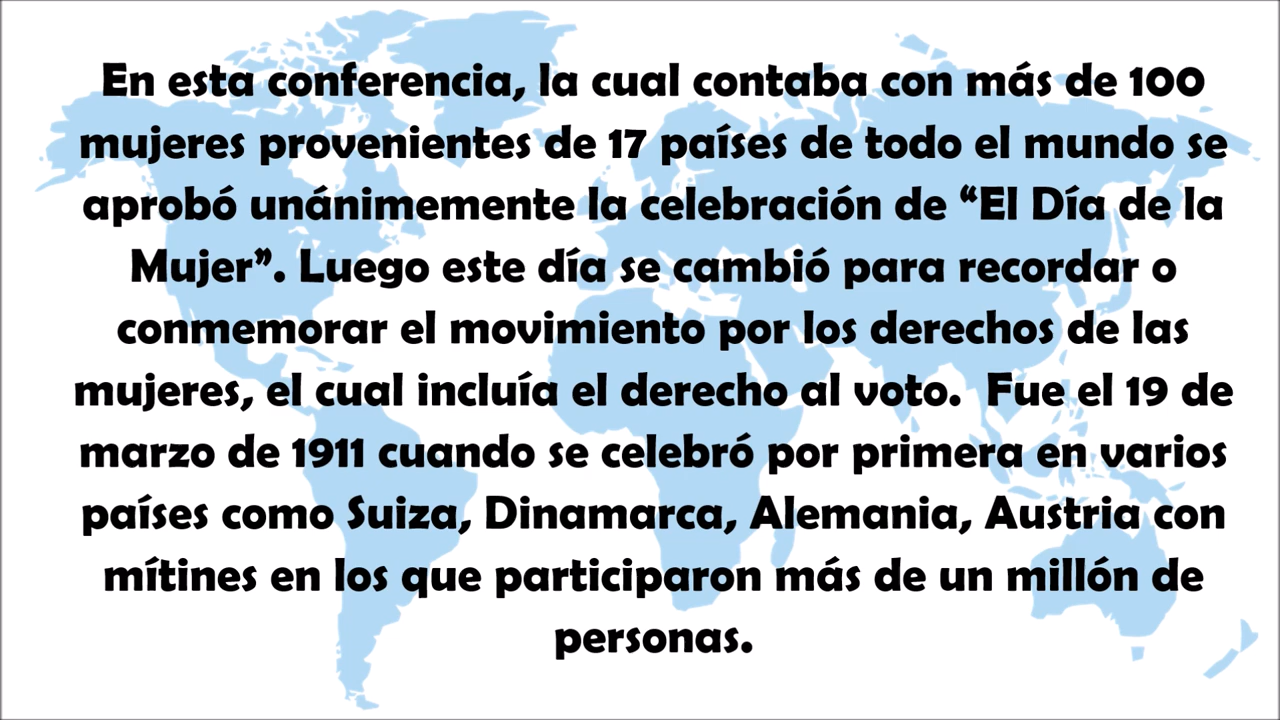 En esta conferencia, la cual contaba con más de 100
mujeres provenientes de 17 países de todo el mundo se
aprobó unánimemente la celebración de “El Día de la
Mujer”. Luego este día se cambió para recordar o
conmemorar el movimiento por los derechos de las
mujeres, el cual incluía el derecho al voto.  Fue el 19 de
marzo de 1911 cuando se celebró por primera en varios
países como Suiza, Dinamarca, Alemania, Austria con
mítines en los que participaron más de un millón de
personas.